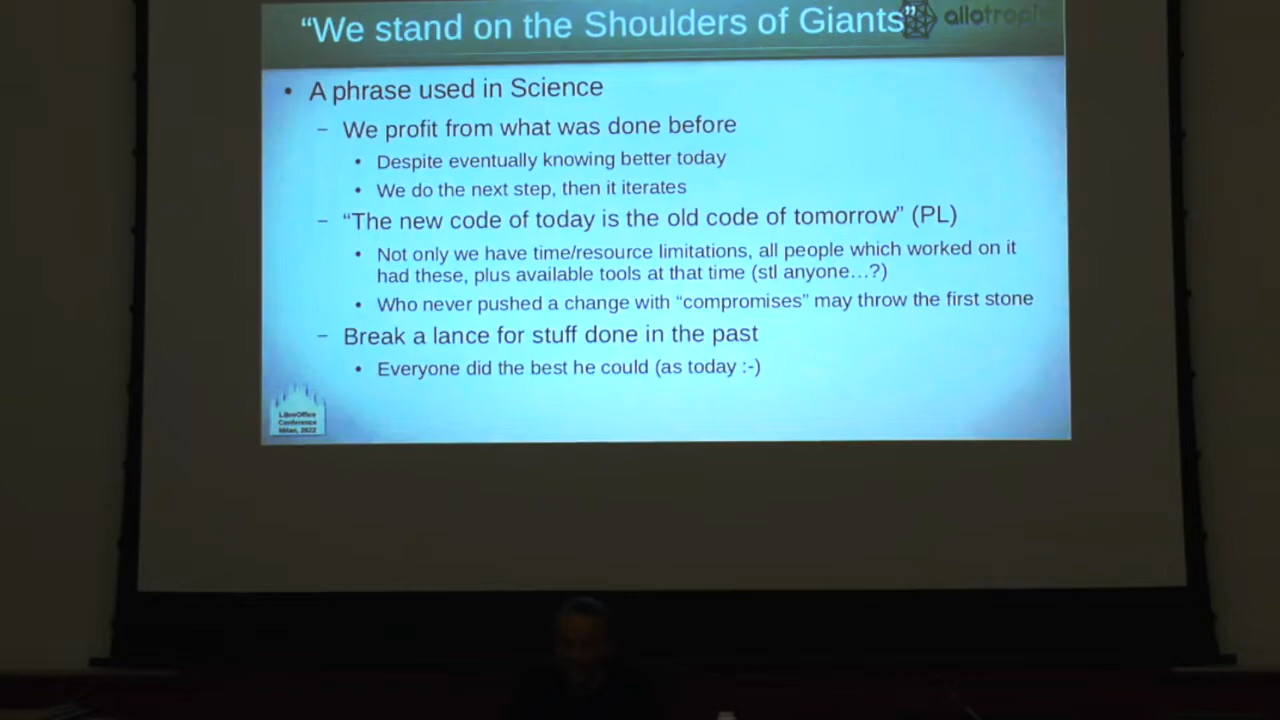 “We stand on the Shoulders of Giants”
allotropia
• A phrase used in Science
– We profit from what was done before
• Despite eventually knowing better today
• We do the next step, then it iterates
– “The new code of today is the old code of tomorrow” (PL)
• Not only we have time/resource limitations, all people which worked on it
had these, plus available tools at that time (stl anyone…?)
• Who never pushed a change with “compromises” may throw the first stone
– Break a lance for stuff done in the past
• Everyone did the best he could (as today :-)
LibreOffice
Conference
Milan, 2022